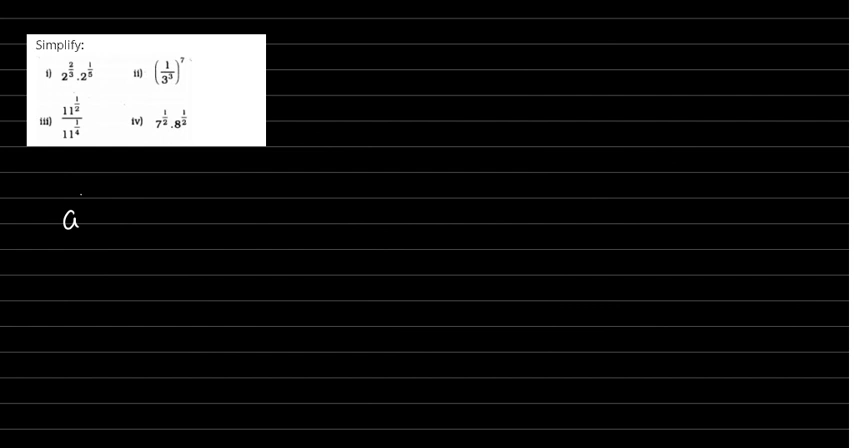 Simplify:
i) 2^{2/3} . 2^{1/5} ii) (1/3^3)^7
iii) 11^{1/2} / 11^{1/4} iv) 7^{1/2} . 8^{1/2}
a